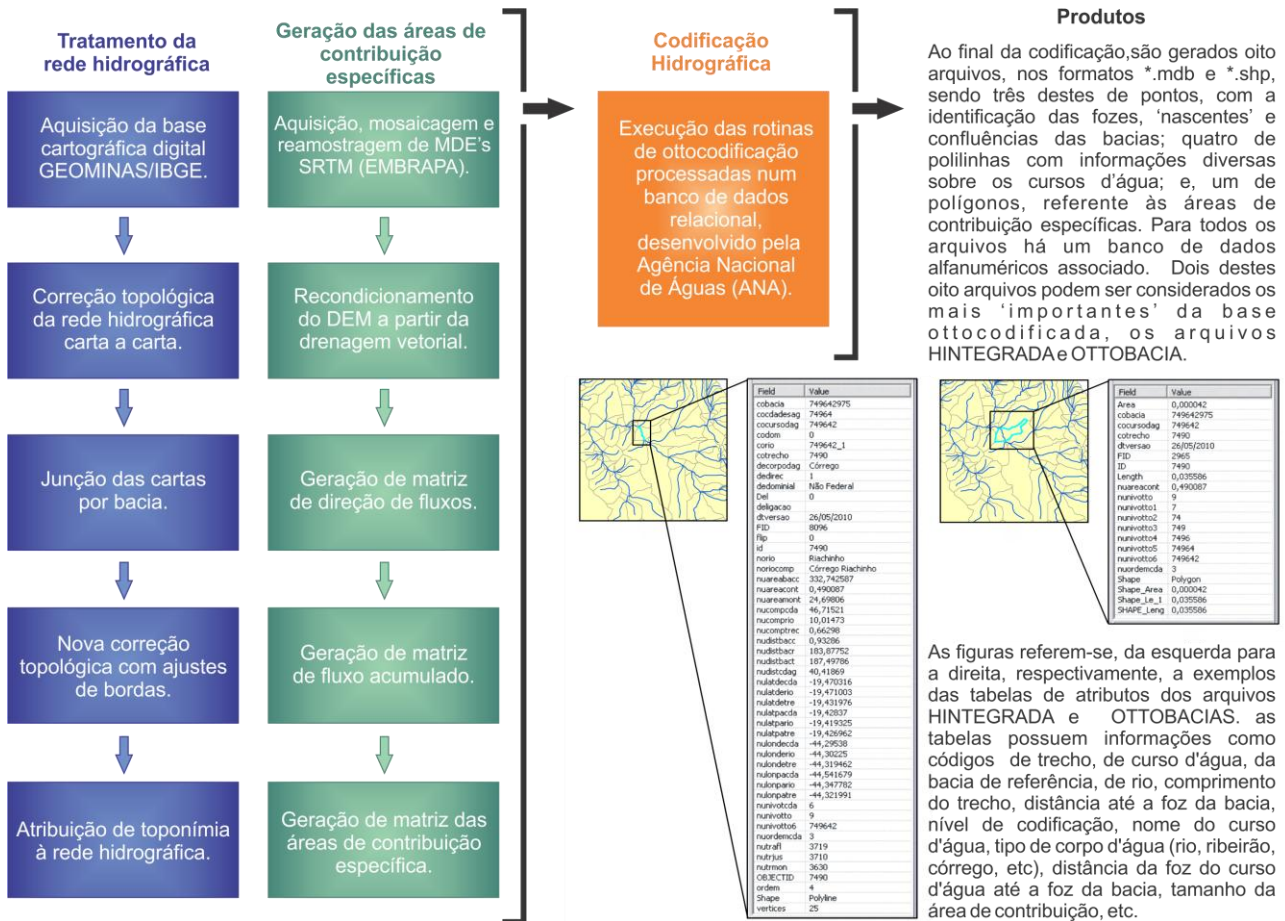 Tratamento da
rede hidrográfica
Aquisição da base
cartográfica digital
GEOMINAS/IBGE.
Correção topológica
da rede hidrográfica
carta a carta.
Junção das cartas
por bacia.
Nova correção
topológica com ajustes
de bordas.
Atribuição de toponímia
à rede hidrográfica.
Geração das áreas de
contribuição
específicas
Aquisição, mosaicagem e
reamostragem de MDE's
SRTM (EMBRAPA).
Recondicionamento
do DEM a partir da
drenagem vetorial.
Geração de matriz
de direção de fluxos.
Geração de matriz
de fluxo acumulado.
Geração de matriz das
áreas de contribuição
específica.
Codificação
Hidrográfica
Execução das rotinas
de ottocodificação
processadas num
banco de dados
relacional,
desenvolvido pela
Agência Nacional
de Águas (ANA).
Produtos
Ao final da codificação,são gerados oito
arquivos, nos formatos *.mdb e *.shp,
sendo três destes de pontos, com a
identificação das fozes, 'nascentes' e
confluências das bacias; quatro de
polilinhas com informações diversas
sobre os cursos d'água; e, um de
polígonos, referente às áreas de
contribuição específicas. Para todos os
arquivos há um banco de dados
alfanuméricos associado. Dois destes
oito arquivos podem ser considerados os
mais 'importantes' da base
ottocodificada, os arquivos
HINTEGRADA e OTTOBACIA.
Field Value
cobacia 749642975
cocdadesag 74964
cocursodag 749642
codom 0
corio 749642_1
cotrecho 7490
decorpodag Córrego
dedirec 1
dedominial Não Federal
Del 0
deligacao
dtversao 26/05/2010
FID 8096
flip 0
id 7490
norio Riachinho
noriocomp Córrego Riachinho
nuareabacc 332,742587
nuareacont 0,490087
nuareamont 24,69806
nucompcda 46,71521
nucomprio 10,01473
nucomptrec 0,66298
nudistbacc 0,93286
nudistbacr 183,87752
nudistbact 187,49786
nudistcdag 40,41869
nulatdecda -19,470316
nulatderio -19,471003
nulatdetre -19,431976
nulatpacda -19,42837
nulatpario -19,419325
nulatpatre -19,426962
nulondecda -44,29538
nulonderio -44,30225
nulondetre -44,319462
nulonpacda -44,541679
nulonpario -44,347782
nulonpatre -44,321991
nunivotcda 6
nunivotto 9
nunivotto6 749642
nuordemcda 3
nutrafl 3719
nutrjus 3710
nutrmon 3630
OBJECTID 7490
ordem 4
Shape Polyline
vertices 25
Field Value
Area 0,000042
cobacia 749642975
cocursodag 749642
cotrecho 7490
dtversao 26/05/2010
FID 2965
ID 7490
Length 0,035586
nuareacont 0,490087
nunivotto 9
nunivotto1 7
nunivotto2 74
nunivotto3 749
nunivotto4 7496
nunivotto5 74964
nunivotto6 749642
nuordemcda 3
Shape Polygon
Shape_Area 0,000042
Shape_Le_1 0,035586
SHAPE_Leng 0,035586
As figuras referem-se, da esquerda para
a direita, respectivamente, a exemplos
das tabelas de atributos dos arquivos
HINTEGRADA e OTTOBACIAS. as
tabelas possuem informações como
códigos de trecho, de curso d'água, da
bacia de referência, de rio, comprimento
do trecho, distância até a foz da bacia,
nível de codificação, nome do curso
d'água, tipo de corpo d'água (rio, ribeirão,
córrego, etc), distância da foz do curso
d'água até a foz da bacia, tamanho da
área de contribuição, etc.